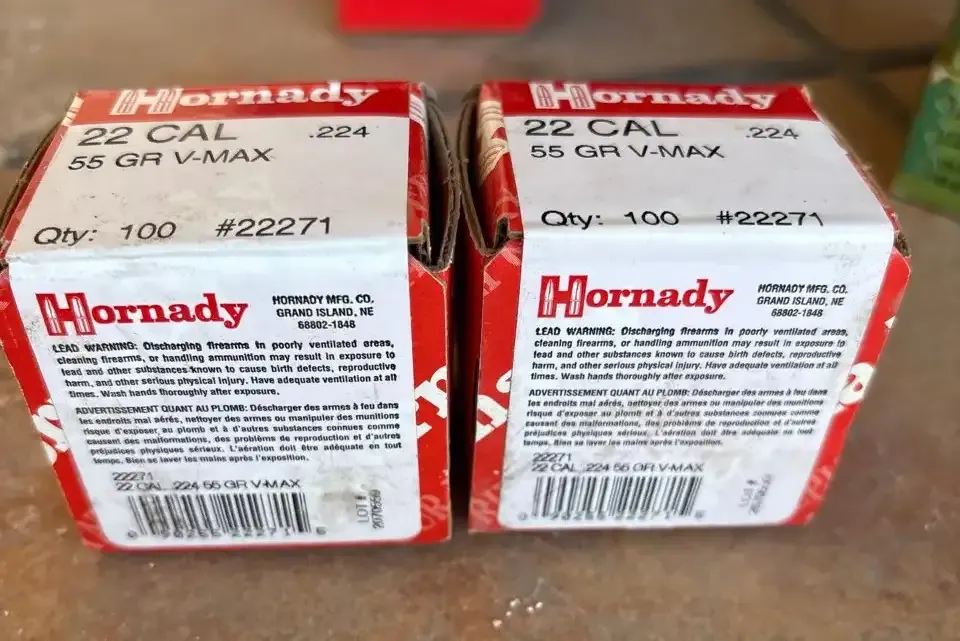 Hornady
22 CAL .224
55 GR V-MAX
Qty: 100 #22271
Hornady
HORNADY MFG. CO.
GRAND ISLAND, NE
68802-1848
LEAD WARNING: Discharging firearms in poorly ventilated areas,
cleaning firearms, or handling ammunition may result in exposure to
lead and other substances known to cause birth defects, reproductive
harm, and other serious physical injury. Have adequate ventilation at all
times. Wash hands thoroughly after exposure.
ADVERTISSEMENT QUANT AU PLOMB: Décharger des armes à feu dans
les endroits mal aérés, nettoyer des armes ou manipuler des munitions
risque d'exposer au plomb et à d'autres substances connues comme
causant des malformations, des problèmes de reproduction et d'autres
préjudices physiques sérieux. L'aération doit être adéquate en tout
temps. Bien se laver les mains après l'exposition.
22271
22 CAL .224 55 GR V-MAX
LOT #
Hornady
22 CAL .224
55 GR V-MAX
Qty: 100 #22271
Hornady
HORNADY MFG. CO.
GRAND ISLAND, NE
68802-1848
LEAD WARNING: Discharging firearms in poorly ventilated areas,
cleaning firearms, or handling ammunition may result in exposure to
lead and other substances known to cause birth defects, reproductive
harm, and other serious physical injury. Have adequate ventilation at all
times. Wash hands thoroughly after exposure.
ADVERTISSEMENT QUANT AU PLOMB: Décharger des armes à feu dans
les endroits mal aérés, nettoyer des armes ou manipuler des munitions
risque d'exposer au plomb et à d'autres substances connues comme
causant des malformations, des problèmes de reproduction et d'autres
préjudices physiques sérieux. L'aération doit être adéquate en tout
temps. Bien se laver les mains après l'exposition.
22271
22 CAL .224 55 GR V-MAX
LOT #